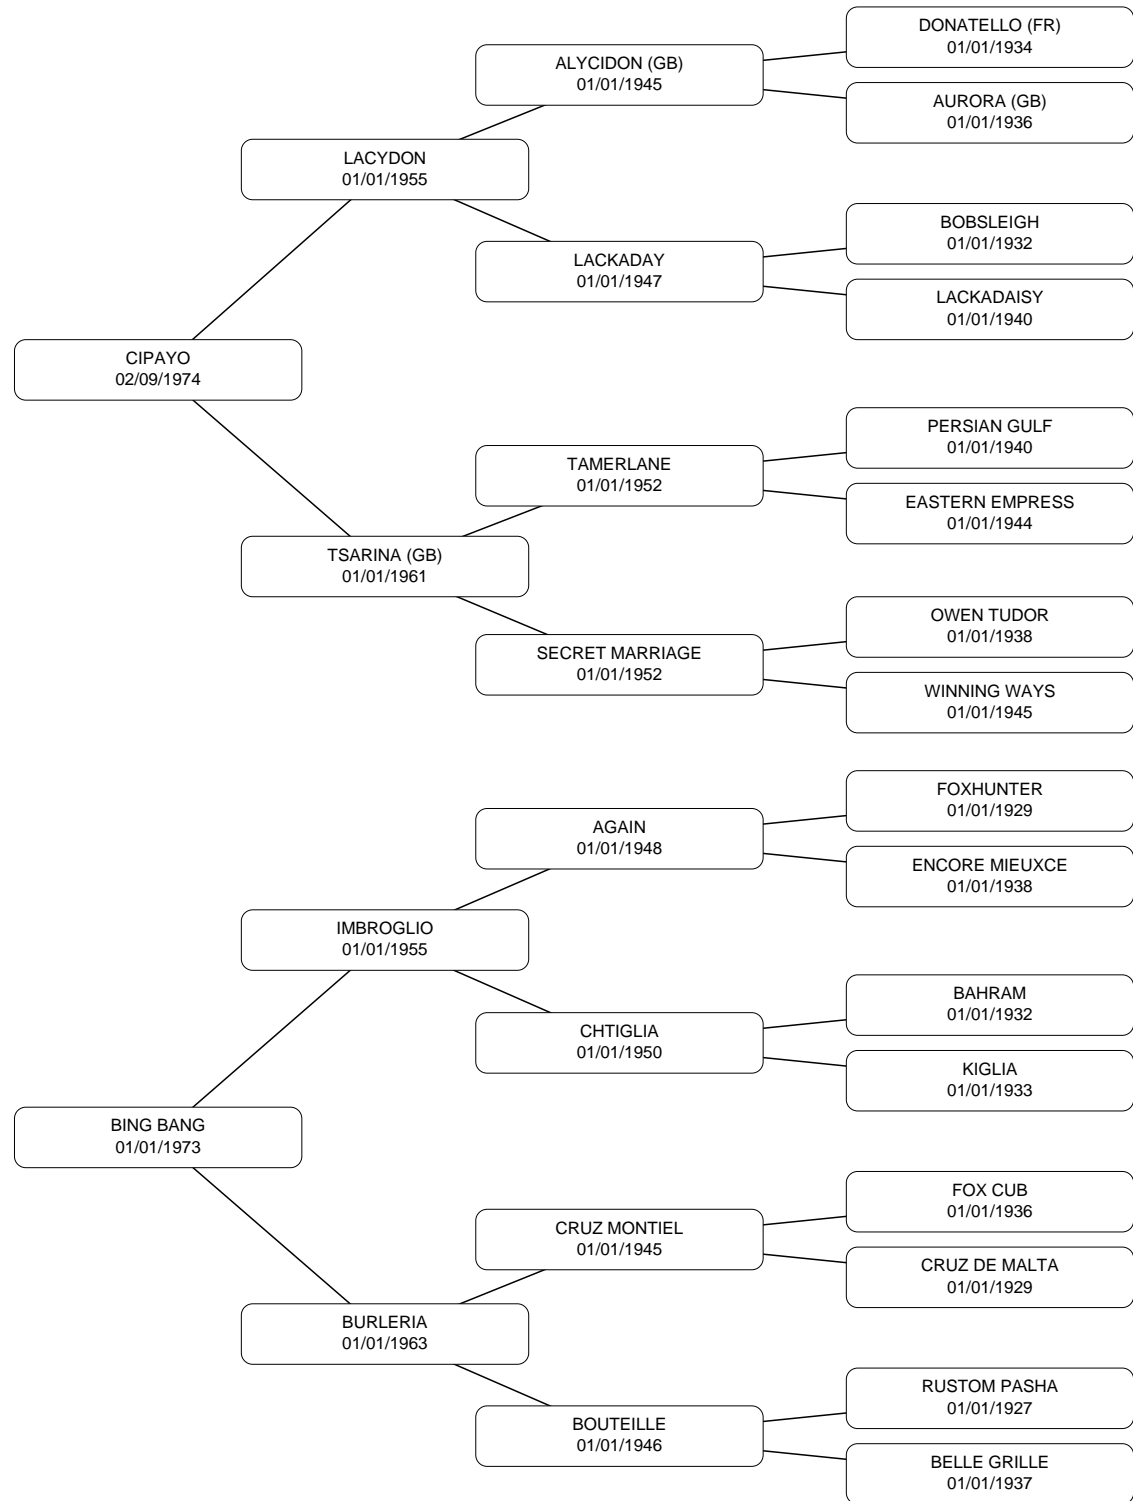 DONATELLO (FR)
01/01/1934
ALYCIDON (GB)
01/01/1945
AURORA (GB)
01/01/1936
LACYDON
01/01/1955
BOBSLEIGH
01/01/1932
LACKADAY
01/01/1947
LACKADAISY
01/01/1940
CIPAYO
02/09/1974
PERSIAN GULF
01/01/1940
TAMERLANE
01/01/1952
EASTERN EMPRESS
01/01/1944
TSARINA (GB)
01/01/1961
OWEN TUDOR
01/01/1938
SECRET MARRIAGE
01/01/1952
WINNING WAYS
01/01/1945
FOXHUNTER
01/01/1929
AGAIN
01/01/1948
ENCORE MIEUXCE
01/01/1938
IMBROGLIO
01/01/1955
BAHRAM
01/01/1932
CHTIGLIA
01/01/1950
KIGLIA
01/01/1933
BING BANG
01/01/1973
FOX CUB
01/01/1936
CRUZ MONTIEL
01/01/1945
CRUZ DE MALTA
01/01/1929
BURLERIA
01/01/1963
RUSTOM PASHA
01/01/1927
BOUTEILLE
01/01/1946
BELLE GRILLE
01/01/1937